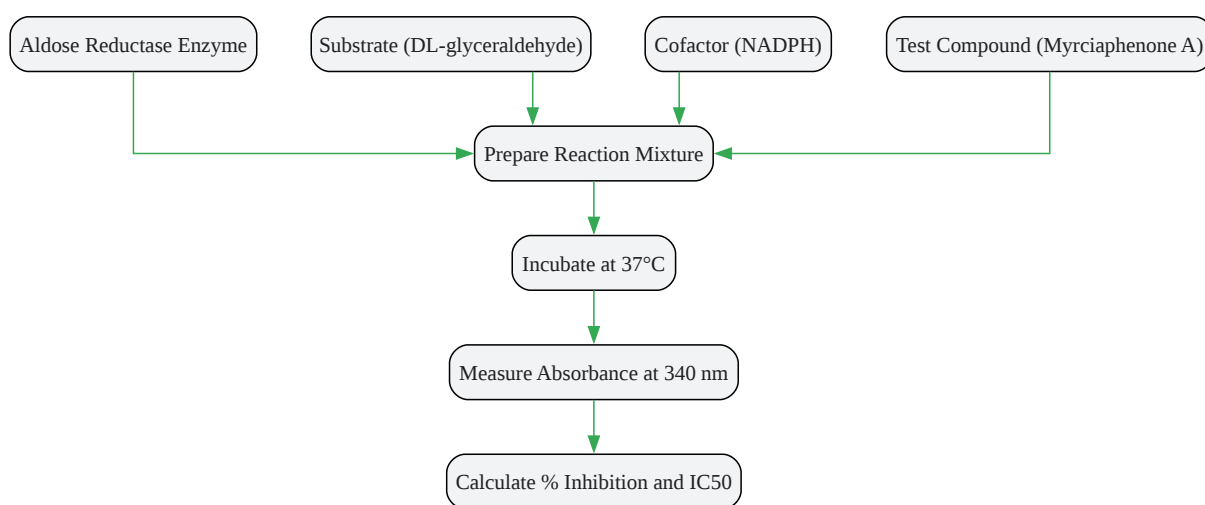 Aldose Reductase Enzyme
Substrate (DL-glyceraldehyde)
Cofactor (NADPH)
Test Compound (Myrciaphenone A)
Prepare Reaction Mixture
Incubate at 37°C
Measure Absorbance at 340 nm
Calculate % Inhibition and IC50